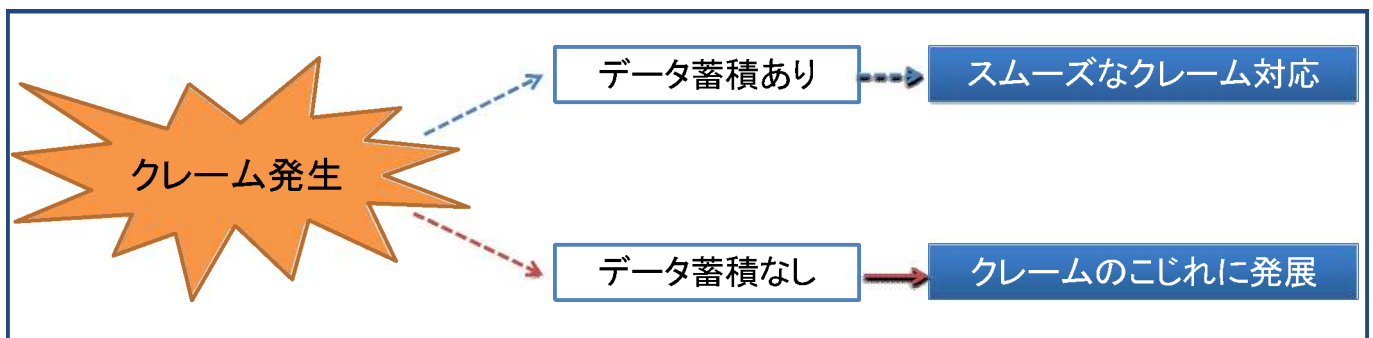 クレーム発生
データ蓄積あり
スムーズなクレーム対応
データ蓄積なし
クレームのこじれに発展